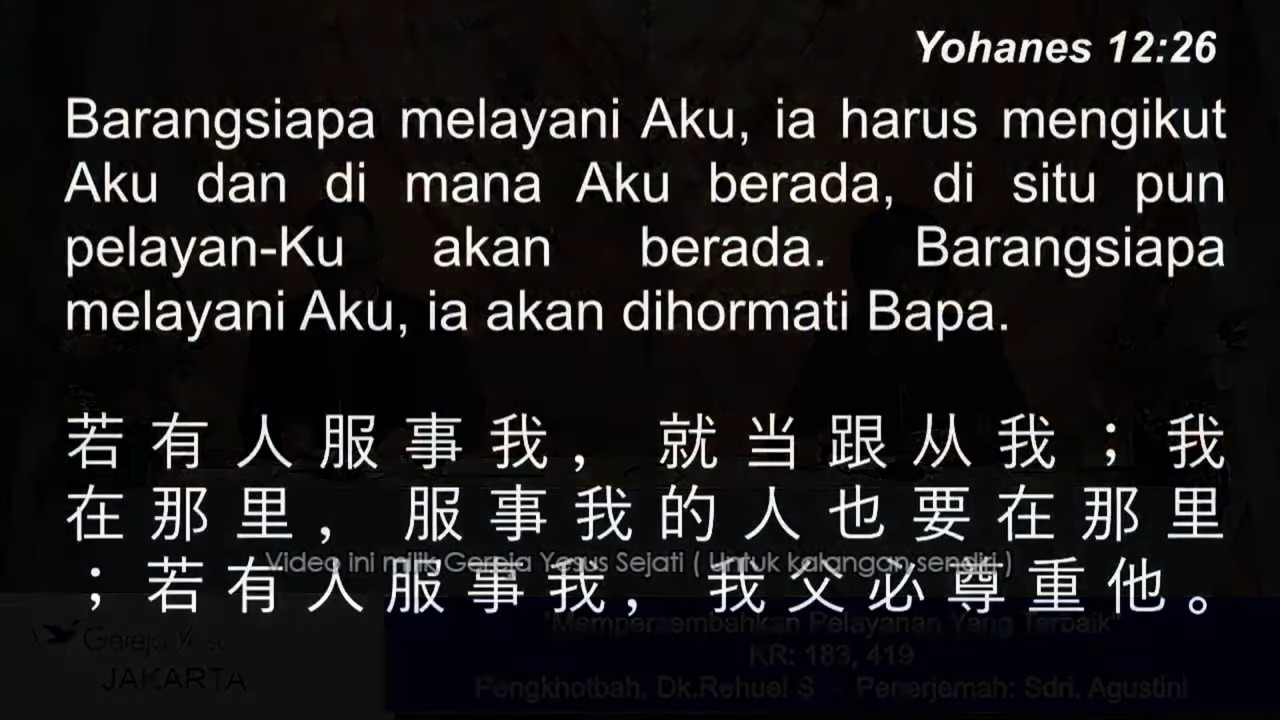 Yohanes 12:26
Barangsiapa melayani Aku, ia harus mengikut
Aku dan di mana Aku berada, di situ pun
pelayan-Ku akan berada. Barangsiapa
melayani Aku, ia akan dihormati Bapa.
若有人服事我，就当跟从我；我
在那里，服事我的人也要在那里
Video ini milik Gereja Yesus Sejati ( Untuk kalangan sendiri )
；若有人服事我，我父必尊重他。
"Mempersembahkan Pelayanan Yang Terbaik"
Gereja Yesus
KR: 183, 419
JAKARTA
Pengkhotbah, Dk.Rehuel S - Penerjemah: Sdri. Agustini